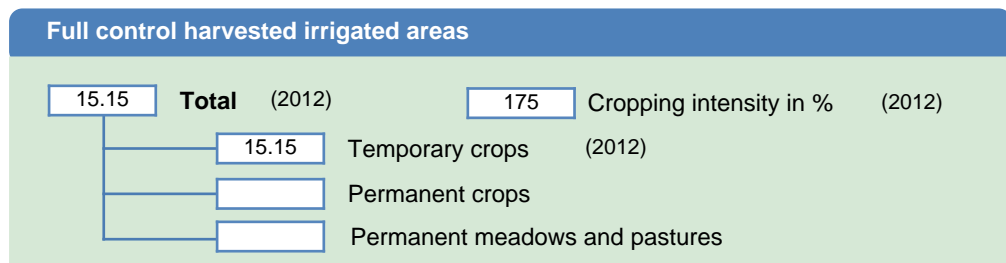 Full control harvested irrigated areas
15.15 Total (2012) 175 Cropping intensity in % (2012)
15.15 Temporary crops (2012)
Permanent crops
Permanent meadows and pastures